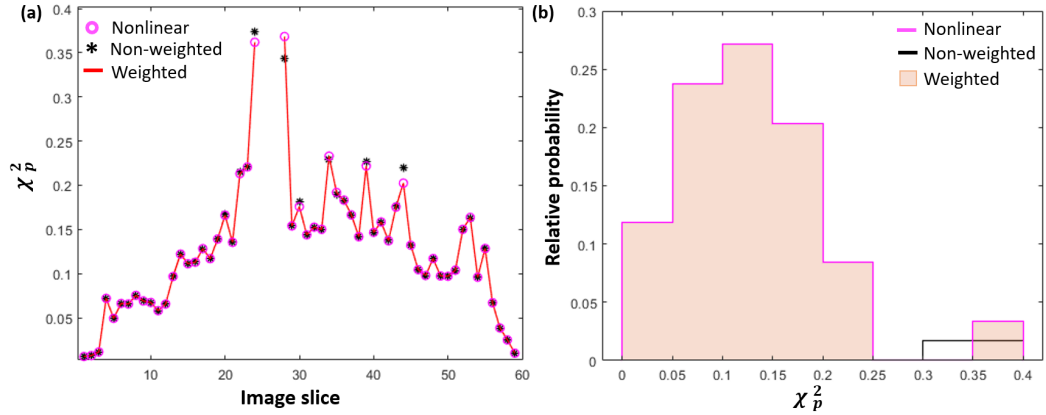 (a)
Nonlinear
Non-weighted
Weighted
0.4
0.35
0.3
0.25
0.2
0.15
0.1
0.05
χ p 2
10 20 30 40 50 60
Image slice
(b)
Nonlinear
Non-weighted
Weighted
0.3
0.25
0.2
0.15
0.1
0.05
0
Relative probability
0 0.05 0.1 0.15 0.2 0.25 0.3 0.35 0.4
χ p 2